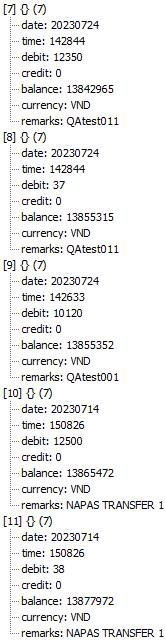 [7] {} (7)
date: 20230724
time: 142844
debit: 12350
credit: 0
balance: 13842965
currency: VND
remarks: QAtest011
[8] {} (7)
date: 20230724
time: 142844
debit: 37
credit: 0
balance: 13855315
currency: VND
remarks: QAtest011
[9] {} (7)
date: 20230724
time: 142633
debit: 10120
credit: 0
balance: 13855352
currency: VND
remarks: QAtest001
[10] {} (7)
date: 20230714
time: 150826
debit: 12500
credit: 0
balance: 13865472
currency: VND
remarks: NAPAS TRANSFER 1
[11] {} (7)
date: 20230714
time: 150826
debit: 38
credit: 0
balance: 13877972
currency: VND
remarks: NAPAS TRANSFER 1